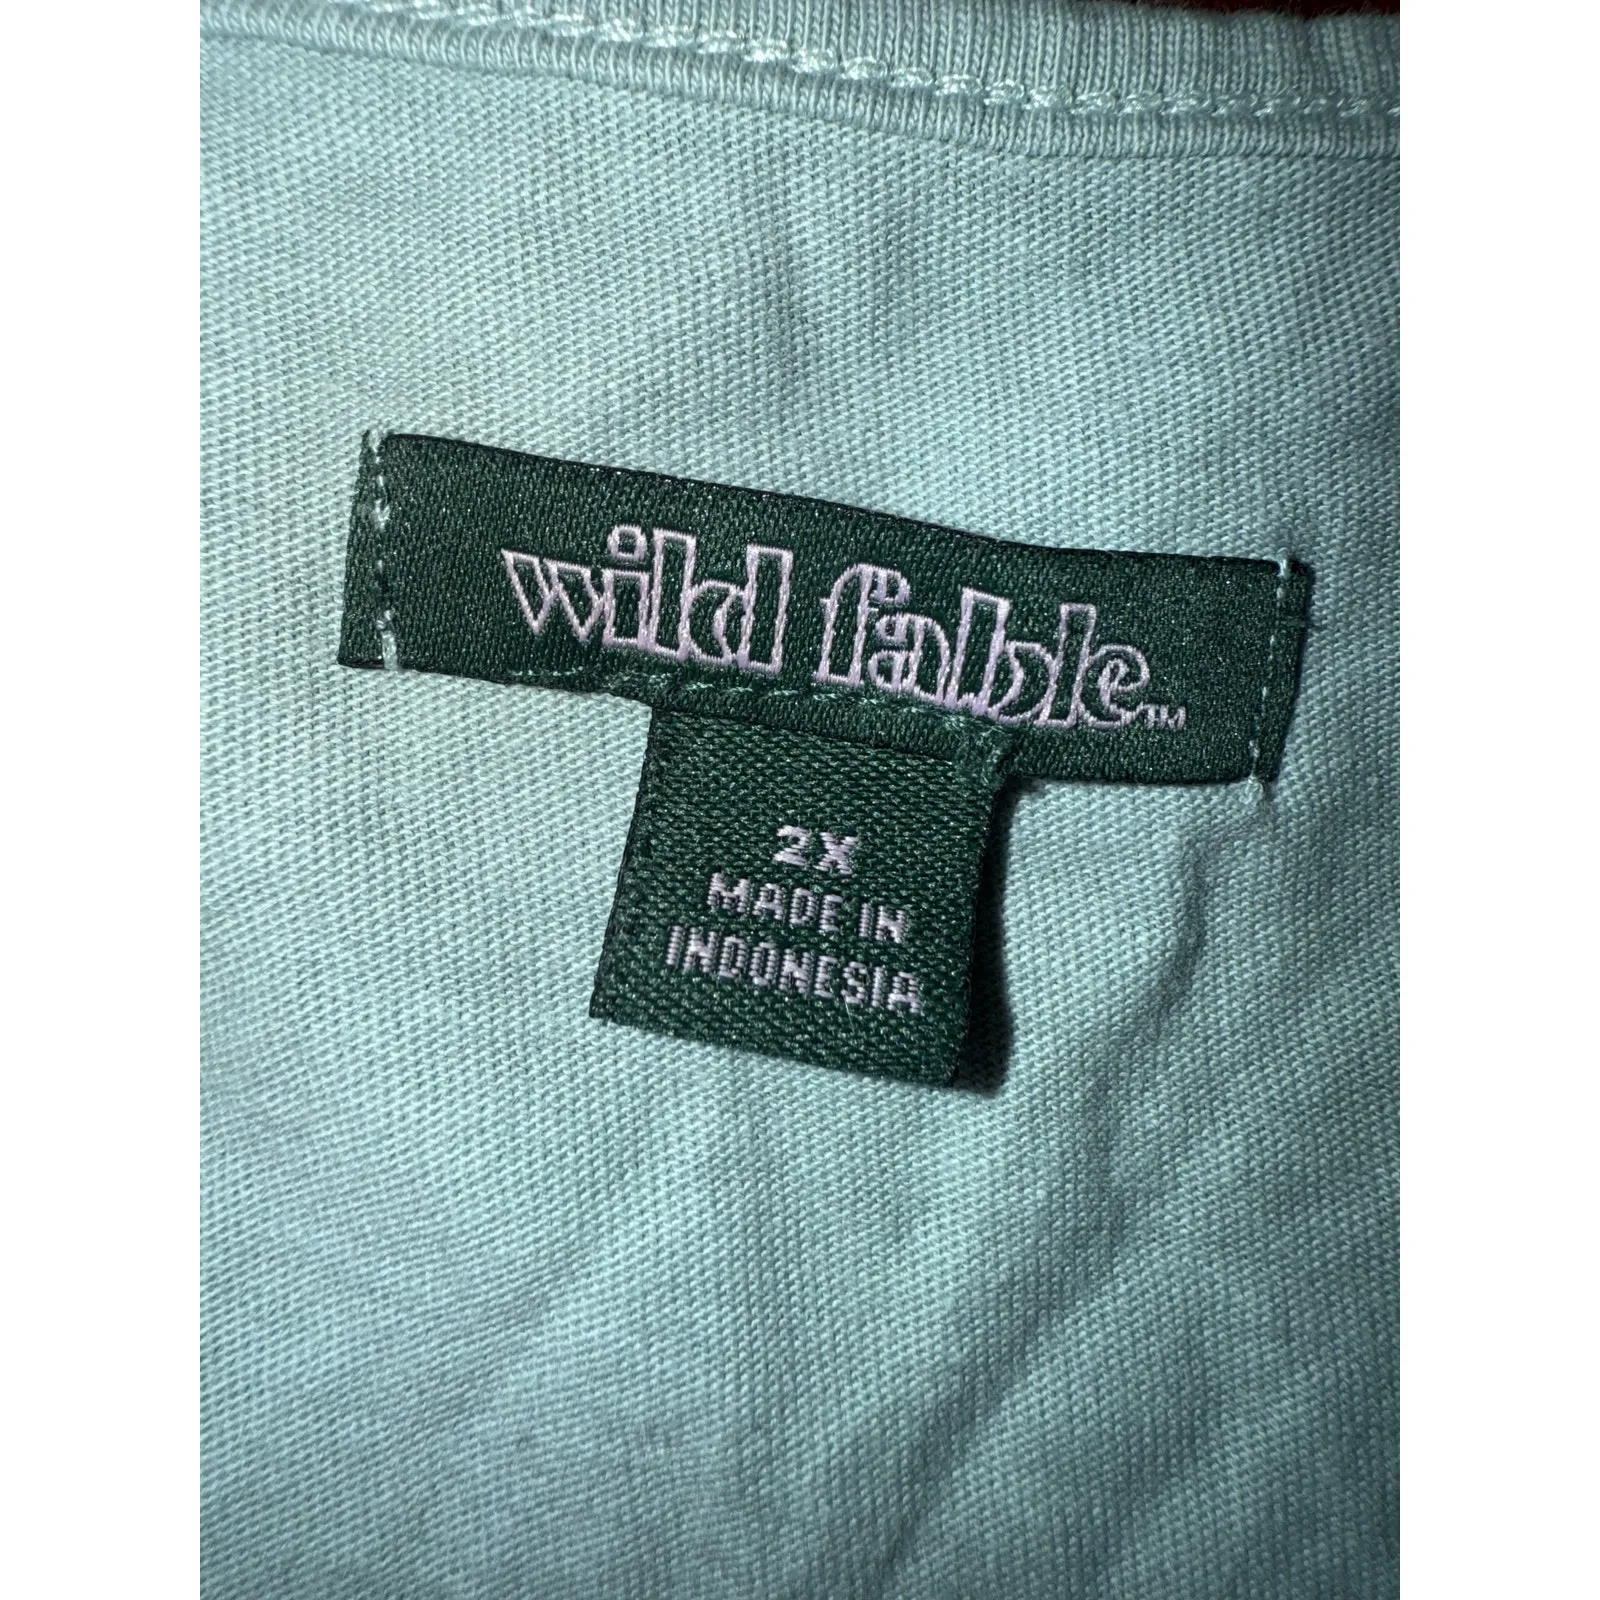 wild fable™
2X
MADE IN
INDONESIA